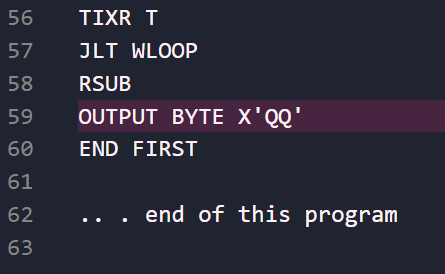 56 TIXR T
57 JLT WLOOP
58 RSUB
59 OUTPUT BYTE X'QQ'
60 END FIRST
61
62 .. . end of this program
63